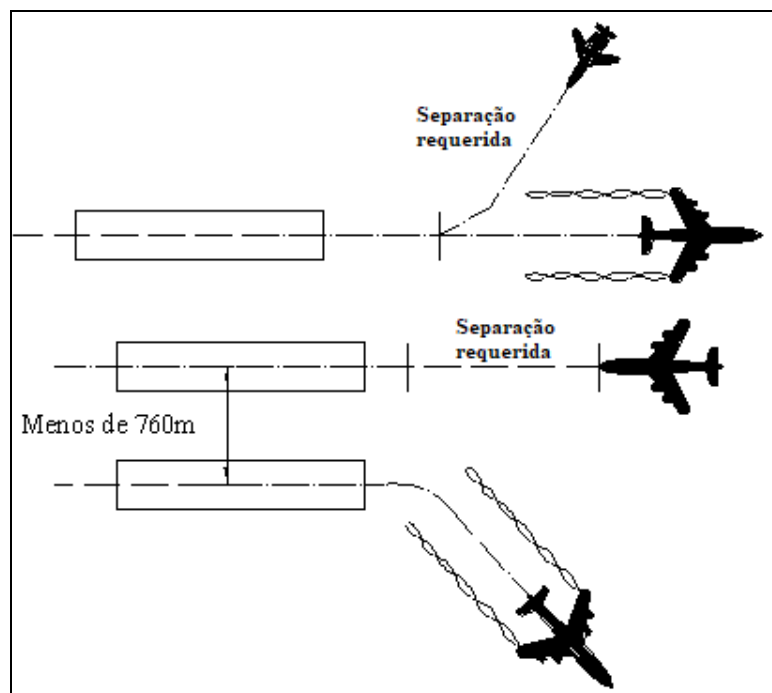 Separação
requerida
Separação
requerida
Menos de 760m